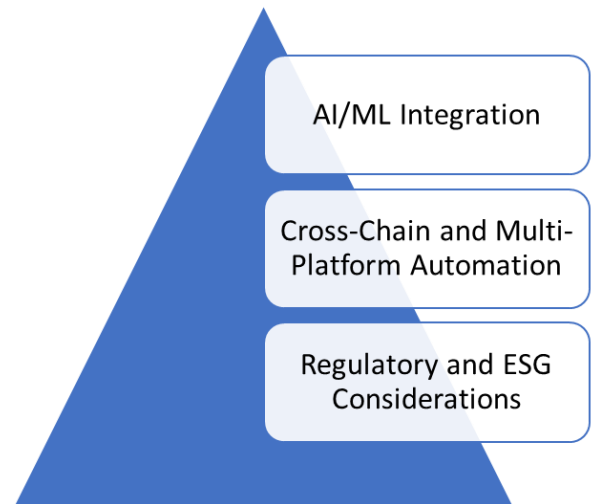 AI/ML Integration
Cross-Chain and Multi-
Platform Automation
Regulatory and ESG
Considerations